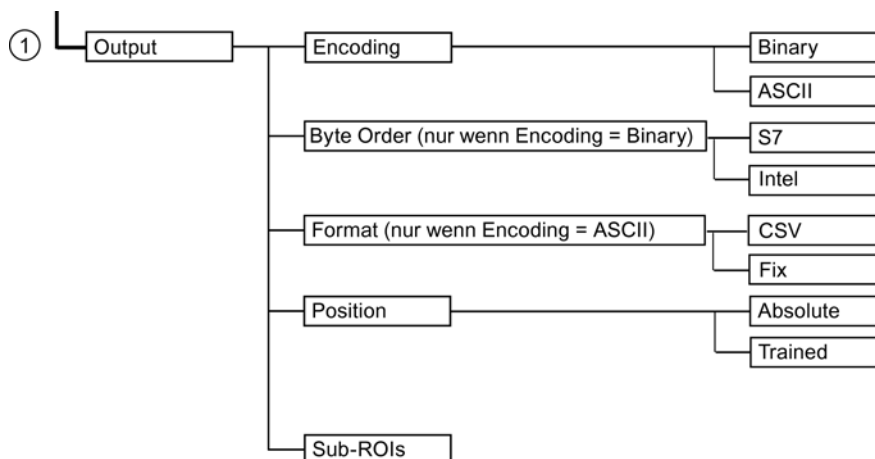 1 Output Encoding Binary
ASCII
Byte Order (nur wenn Encoding = Binary) S7
Intel
Format (nur wenn Encoding = ASCII) CSV
Fix
Position Absolute
Trained
Sub-ROIs